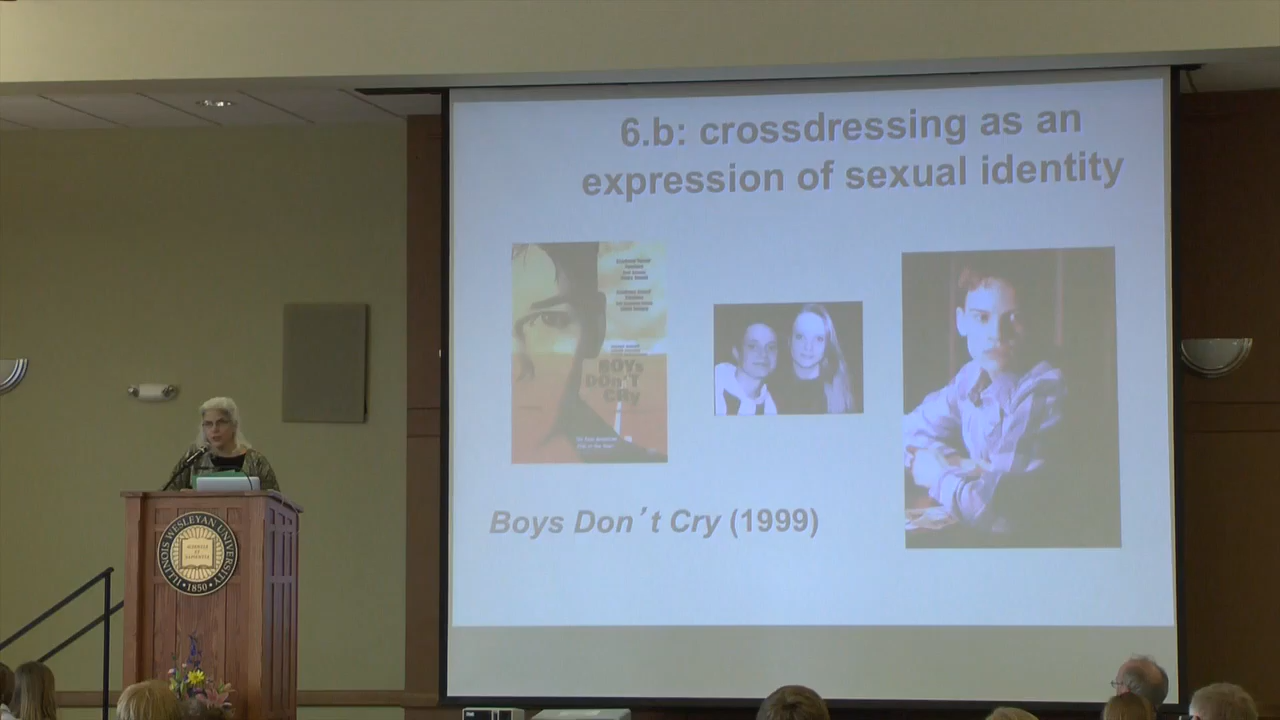 6.b: crossdressing as an
expression of sexual identity
BOYS
DON'T
CRY
Boys Don't Cry (1999)
ILLINOIS WESLEYAN UNIVERSITY
• 1850 •